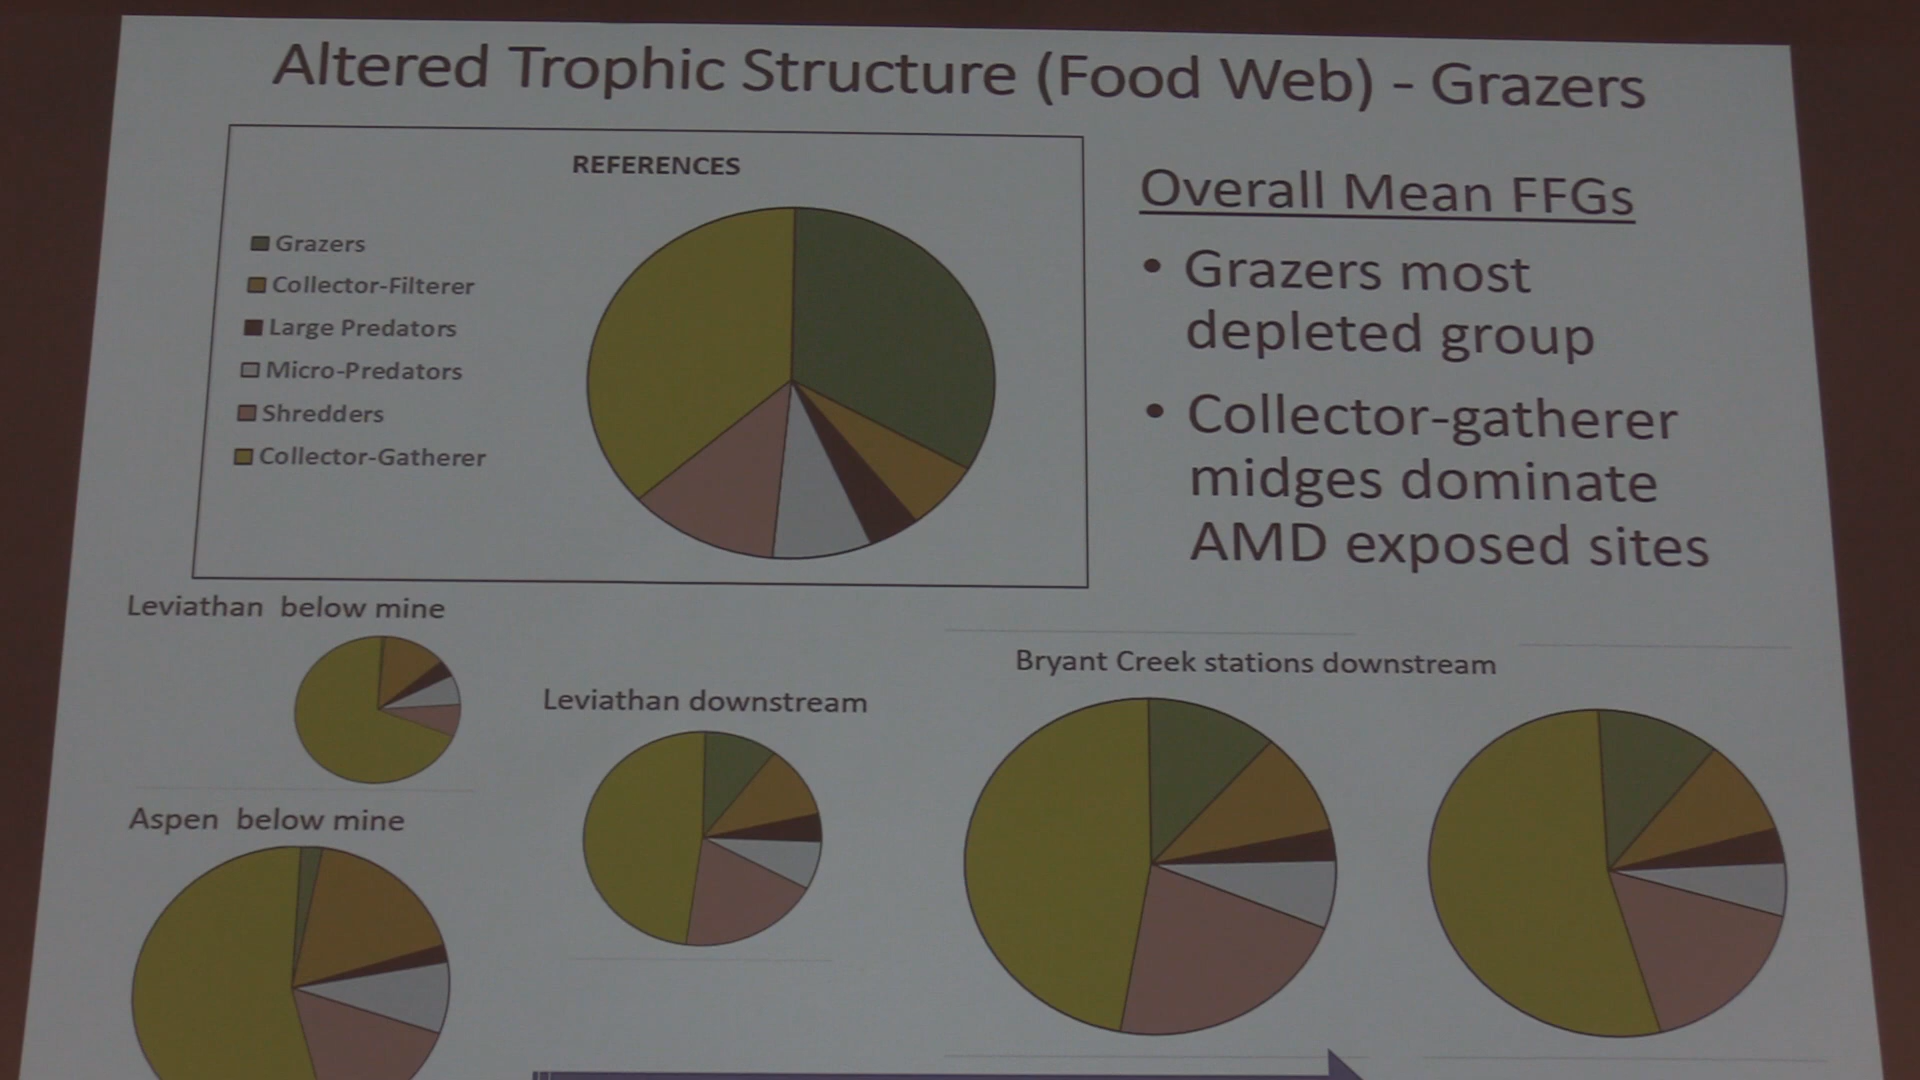 Altered Trophic Structure (Food Web) - Grazers
REFERENCES
Grazers
Collector-Filterer
Large Predators
Micro-Predators
Shredders
Collector-Gatherer
Overall Mean FFGs
• Grazers most
depleted group
• Collector-gatherer
midges dominate
AMD exposed sites
Leviathan below mine
Leviathan downstream
Bryant Creek stations downstream
Aspen below mine